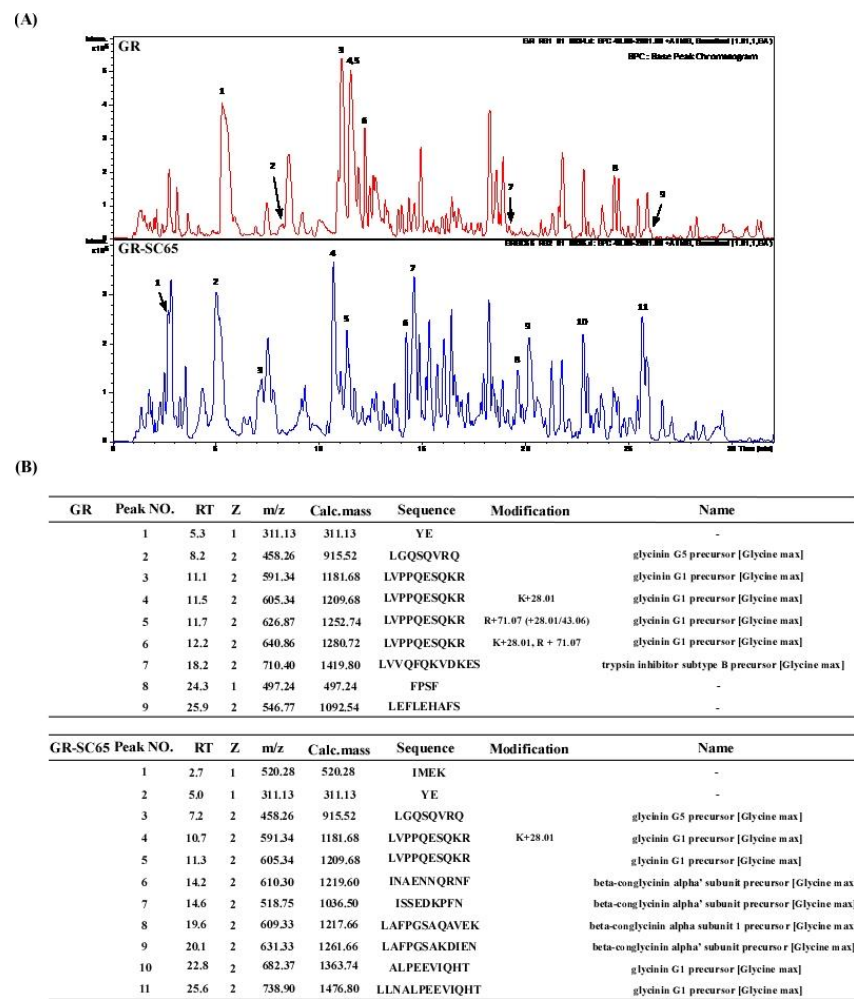 (A)
GR
BPC : Base Peak Chromatogram
5
4
3
2
1
0
1
2
3
4,5
6
7
8
9
GR-SC65
3
2
1
0
1
2
3
4
5
6
7
8
9
10
11
0 5 10 15 20 25 30 Time [min]
(B)
GR Peak NO. RT Z m/z Calc.mass Sequence Modification Name
1 5.3 1 311.13 311.13 YE -
2 8.2 2 458.26 915.52 LGQSQVRQ glycinin G5 precursor [Glycine max]
3 11.1 2 591.34 1181.68 LVPPQESQKR glycinin G1 precursor [Glycine max]
4 11.5 2 605.34 1209.68 LVPPQESQKR K+28.01 glycinin G1 precursor [Glycine max]
5 11.7 2 626.87 1252.74 LVPPQESQKR R+71.07 (+28.01/43.06) glycinin G1 precursor [Glycine max]
6 12.2 2 640.86 1280.72 LVPPQESQKR K+28.01, R + 71.07 glycinin G1 precursor [Glycine max]
7 18.2 2 710.40 1419.80 LVVQFQKVDKES trypsin inhibitor subtype B precursor [Glycine max]
8 24.3 1 497.24 497.24 FPSF -
9 25.9 2 546.77 1092.54 LEFLEHAFS -
GR-SC65 Peak NO. RT Z m/z Calc.mass Sequence Modification Name
1 2.7 1 520.28 520.28 IMEK -
2 5.0 1 311.13 311.13 YE -
3 7.2 2 458.26 915.52 LGQSQVRQ glycinin G5 precursor [Glycine max]
4 10.7 2 591.34 1181.68 LVPPQESQKR K+28.01 glycinin G1 precursor [Glycine max]
5 11.3 2 605.34 1209.68 LVPPQESQKR glycinin G1 precursor [Glycine max]
6 14.2 2 610.30 1219.60 INAENNQRNF beta-conglycinin alpha' subunit precursor [Glycine max]
7 14.6 2 518.75 1036.50 ISSEDKPFN beta-conglycinin alpha' subunit precursor [Glycine max]
8 19.6 2 609.33 1217.66 LAFPGSAQAVEK beta-conglycinin alpha subunit 1 precursor [Glycine max]
9 20.1 2 631.33 1261.66 LAFPGSAKDIEN beta-conglycinin alpha' subunit precursor [Glycine max]
10 22.8 2 682.37 1363.74 ALPEEVIQHT glycinin G1 precursor [Glycine max]
11 25.6 2 738.90 1476.80 LLNALPEEVIQHT glycinin G1 precursor [Glycine max]